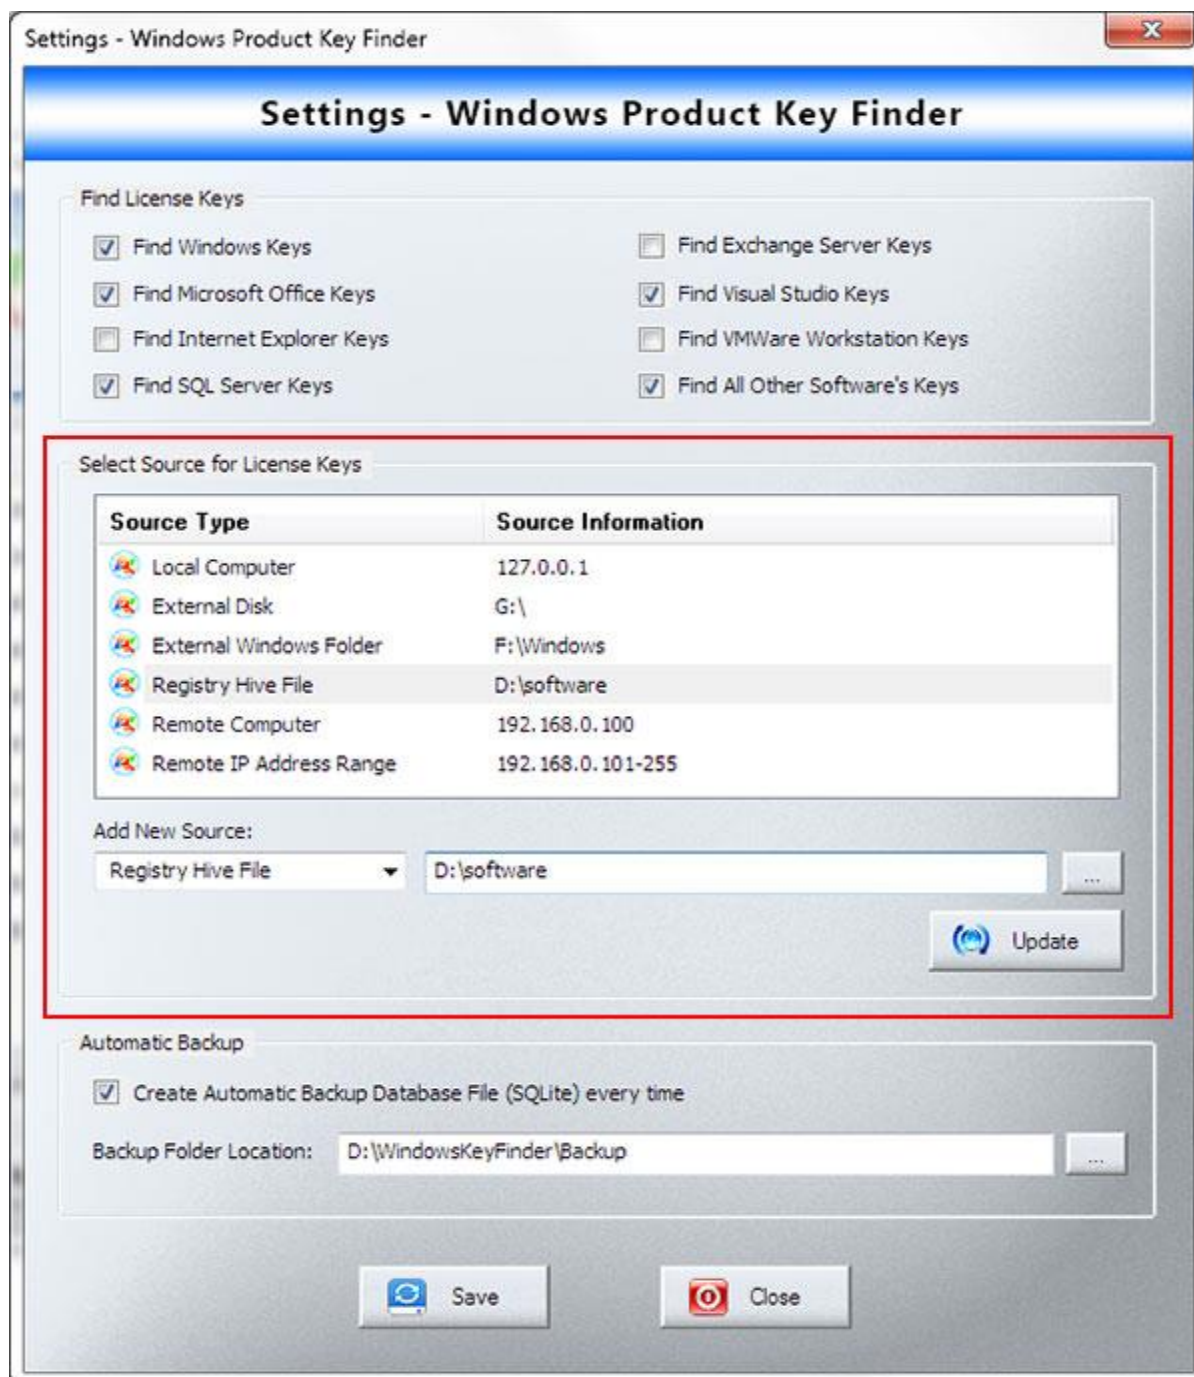 Settings - Windows Product Key Finder
Settings - Windows Product Key Finder
Find License Keys
Find Windows Keys
Find Exchange Server Keys
Find Microsoft Office Keys
Find Visual Studio Keys
Find Internet Explorer Keys
Find VMWare Workstation Keys
Find SQL Server Keys
Find All Other Software's Keys
Select Source for License Keys
Source Type Source Information
Local Computer 127.0.0.1
External Disk G:\
External Windows Folder F:\Windows
Registry Hive File D:\software
Remote Computer 192.168.0.100
Remote IP Address Range 192.168.0.101-255
Add New Source:
Registry Hive File D:\software ...
Update
Automatic Backup
Create Automatic Backup Database File (SQLite) every time
Backup Folder Location: D:\WindowsKeyFinder\Backup ...
Save Close